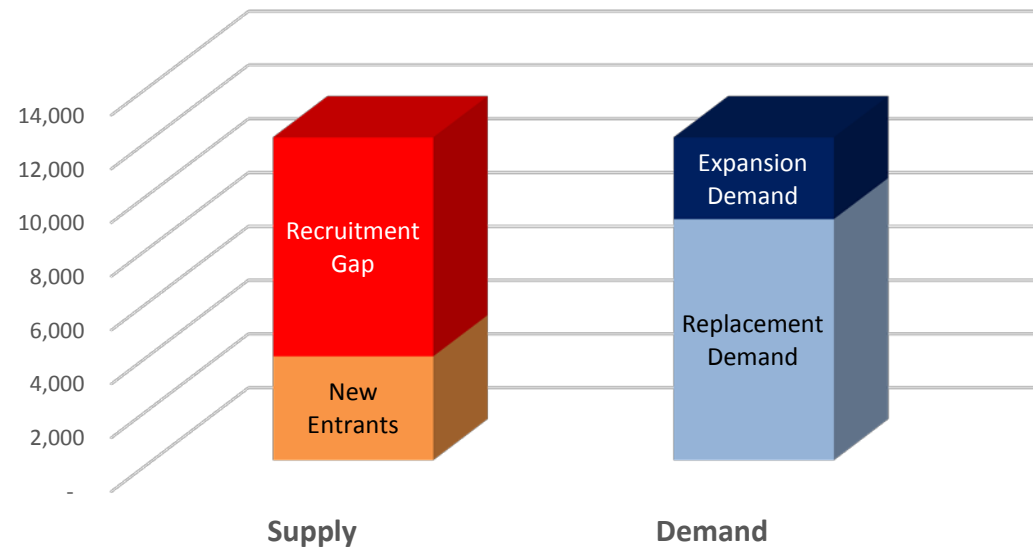 14,000
12,000
10,000
8,000
6,000
4,000
2,000
-
Recruitment
Gap
New
Entrants
Expansion
Demand
Replacement
Demand
Supply
Demand